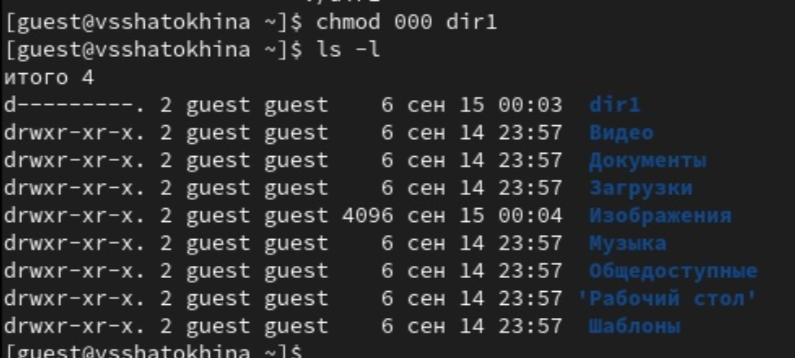 [guest@vsshatokhina ~]$ chmod 000 dir1
[guest@vsshatokhina ~]$ ls -l
итого 4
d---------. 2 guest guest    6 сен 15 00:03  dir1
drwxr-xr-x. 2 guest guest    6 сен 14 23:57  Видео
drwxr-xr-x. 2 guest guest    6 сен 14 23:57  Документы
drwxr-xr-x. 2 guest guest    6 сен 14 23:57  Загрузки
drwxr-xr-x. 2 guest guest 4096 сен 15 00:04  Изображения
drwxr-xr-x. 2 guest guest    6 сен 14 23:57  Музыка
drwxr-xr-x. 2 guest guest    6 сен 14 23:57  Общедоступные
drwxr-xr-x. 2 guest guest    6 сен 14 23:57 'Рабочий стол'
drwxr-xr-x. 2 guest guest    6 сен 14 23:57  Шаблоны
[guest@vsshatokhina ~]$